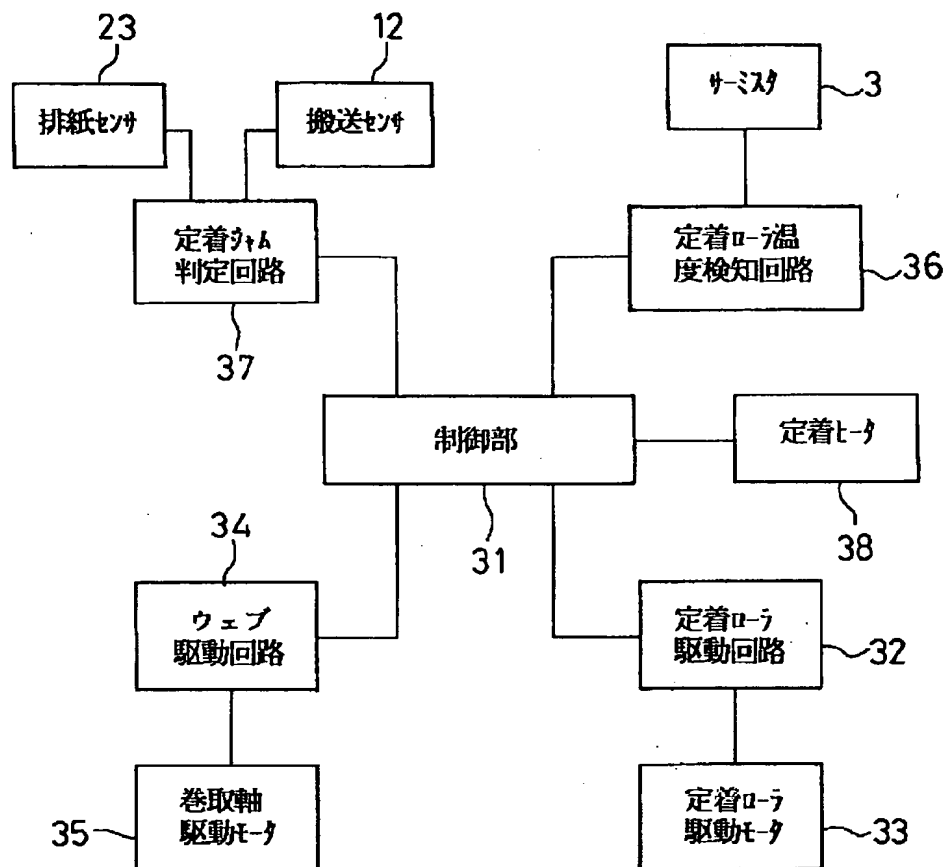 23
12
排紙ｾﾝｻ
搬送ｾﾝｻ
ｻｰﾐｽﾀ
3
定着ｼﾞｬﾑ
判定回路
37
定着ﾛｰﾗ温
度検知回路
36
制御部
31
定着ﾋｰﾀ
38
34
ウェブ
駆動回路
定着ﾛｰﾗ
駆動回路
32
巻取軸
駆動ﾓｰﾀ
35
定着ﾛｰﾗ
駆動ﾓｰﾀ
33